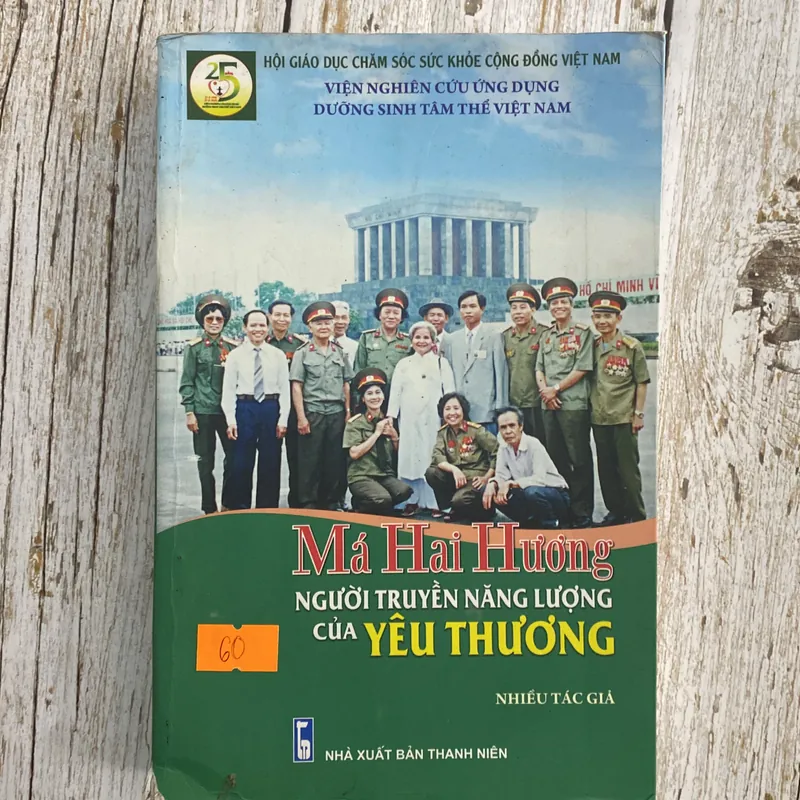 HỘI GIÁO DỤC CHĂM SÓC SỨC KHỎE CỘNG ĐỒNG VIỆT NAM
VIỆN NGHIÊN CỨU ỨNG DỤNG
DƯỠNG SINH TÂM THỂ VIỆT NAM
25
HỒ CHÍ MINH
Má Hai Hương
NGƯỜI TRUYỀN NĂNG LƯỢNG
CỦA YÊU THƯƠNG
60
NHIỀU TÁC GIẢ
NHÀ XUẤT BẢN THANH NIÊN